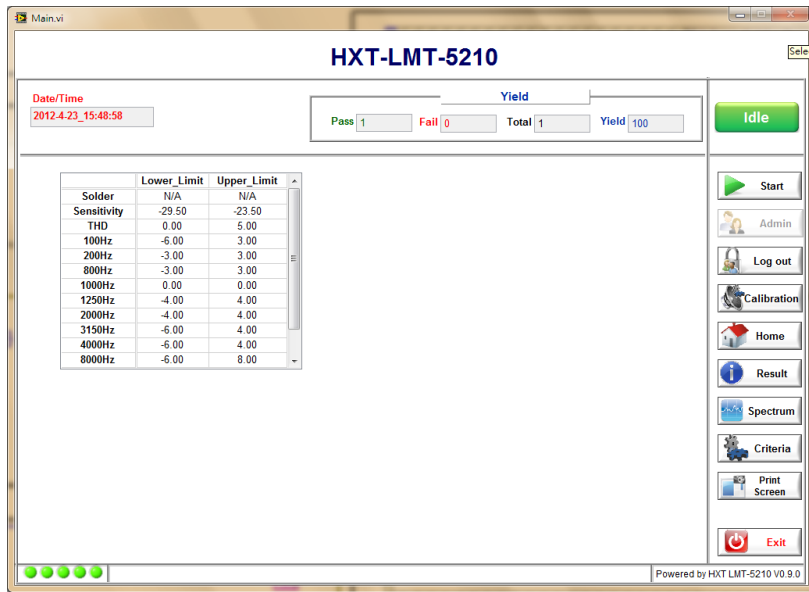 Main.vi
HXT-LMT-5210
Date/Time
2012-4-23_15:48:58
Yield
Pass 1 Fail 0 Total 1 Yield 100
Idle
Lower_Limit Upper_Limit
Solder N/A N/A
Sensitivity -29.50 -23.50
THD 0.00 5.00
100Hz -6.00 3.00
200Hz -3.00 3.00
800Hz -3.00 3.00
1000Hz 0.00 0.00
1250Hz -4.00 4.00
2000Hz -4.00 4.00
3150Hz -6.00 4.00
4000Hz -6.00 4.00
8000Hz -6.00 8.00
Start
Admin
Log out
Calibration
Home
Result
Spectrum
Criteria
Print
Screen
Exit
Powered by HXT LMT-5210 V0.9.0